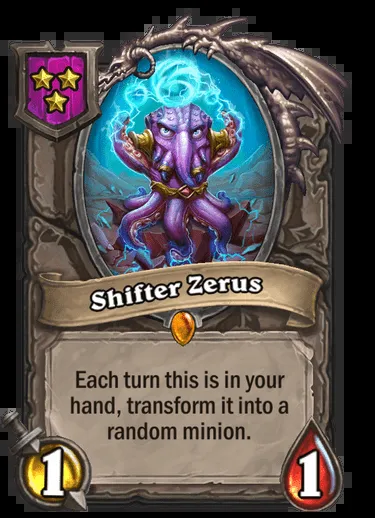 Shifter Zerus
Each turn this is in your
hand, transform it into a
random minion.
1
1